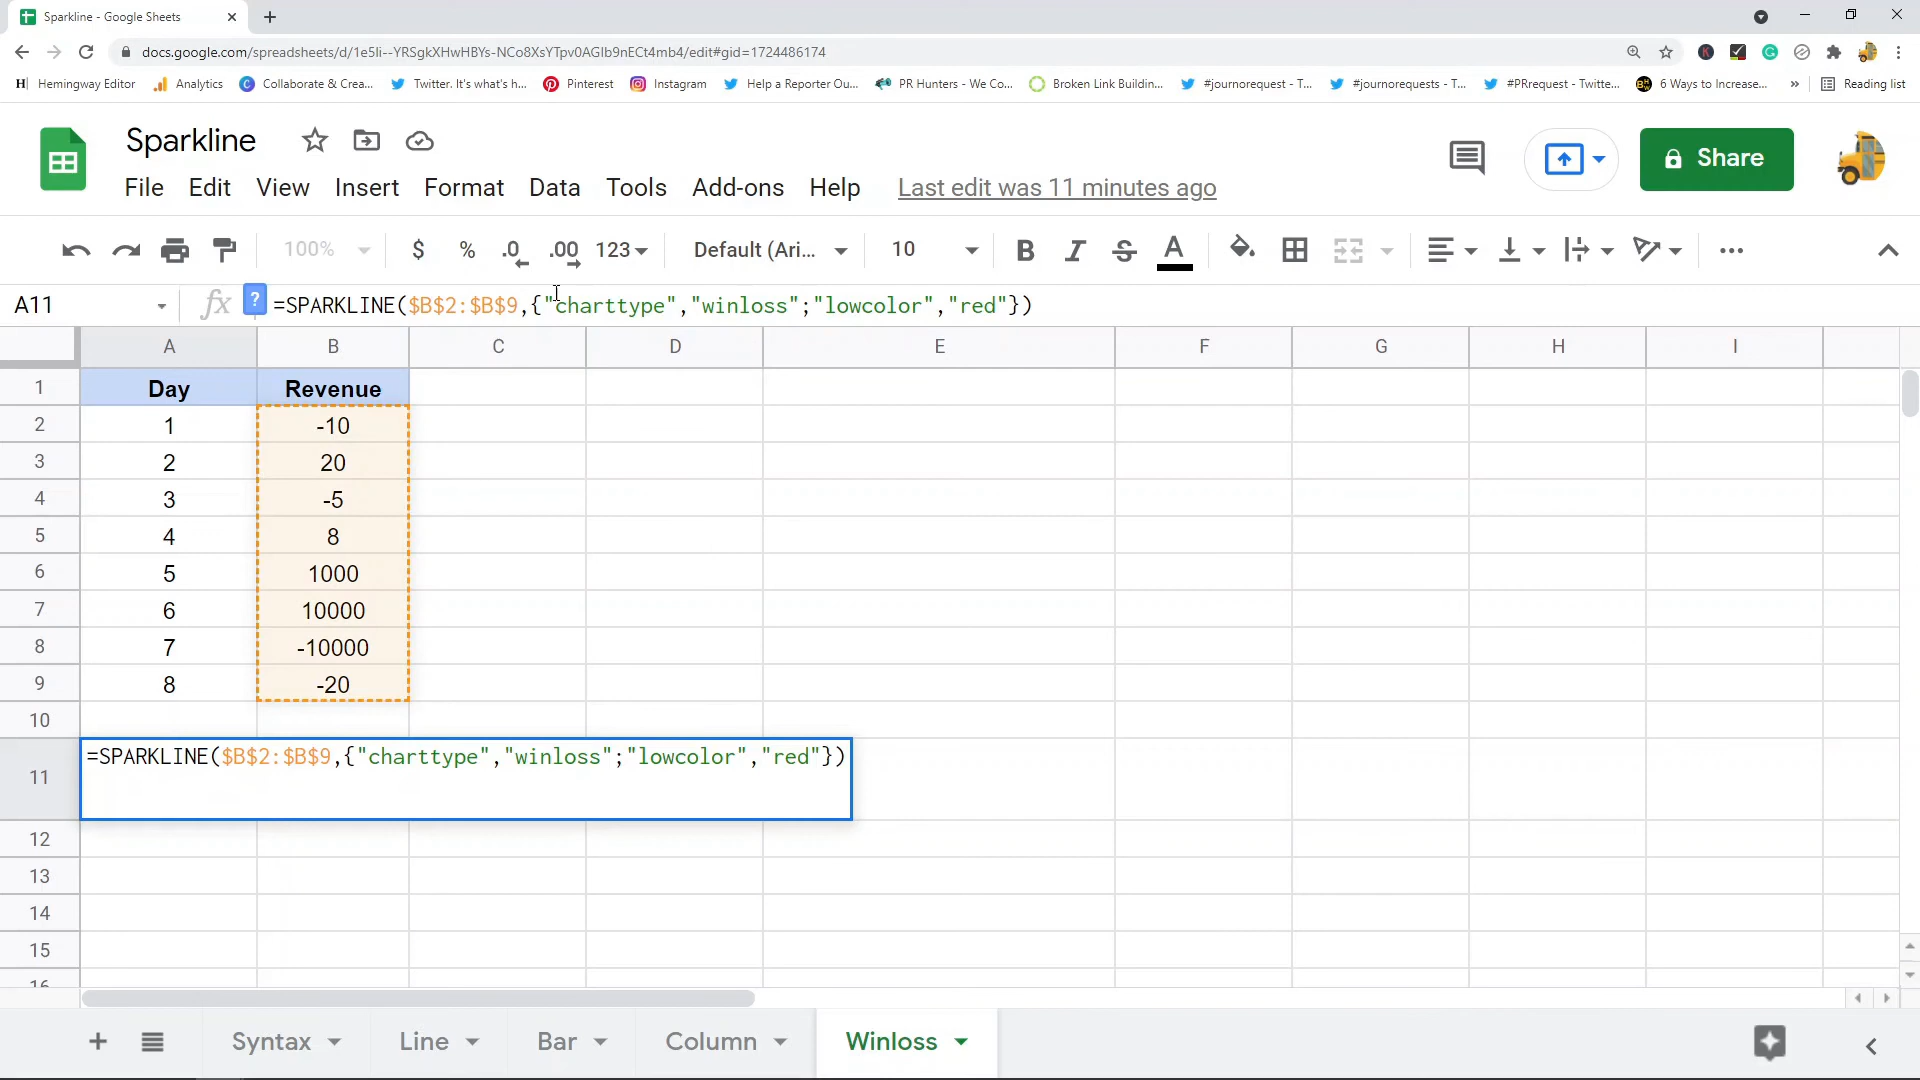 Sparkline - Google Sheets
docs.google.com/spreadsheets/d/1e5li--YRSgkXHwHBYs-NCo8XsYTpv0AGlb9nECt4mb4/edit#gid=1724486174
Hemingway Editor Analytics Collaborate & Crea... Twitter. It's what's h... Pinterest Instagram Help a Reporter Ou... PR Hunters - We Co... Broken Link Buildin... #journorequest - T... #journorequests - T... #PRrequest - Twitte... 6 Ways to Increase... » Reading list
Sparkline
Share
File Edit View Insert Format Data Tools Add-ons Help Last edit was 11 minutes ago
100% $ % .0 .00 123 Default (Ari... 10 B I S A
A11 fx ? =SPARKLINE($B$2:$B$9,{"charttype","winloss";"lowcolor","red"})
A B C D E F G H I
1 Day Revenue
2 1 -10
3 2 20
4 3 -5
5 4 8
6 5 1000
7 6 10000
8 7 -10000
9 8 -20
10
11 =SPARKLINE($B$2:$B$9,{"charttype","winloss";"lowcolor","red"})
12
13
14
15
16
Syntax Line Bar Column Winloss